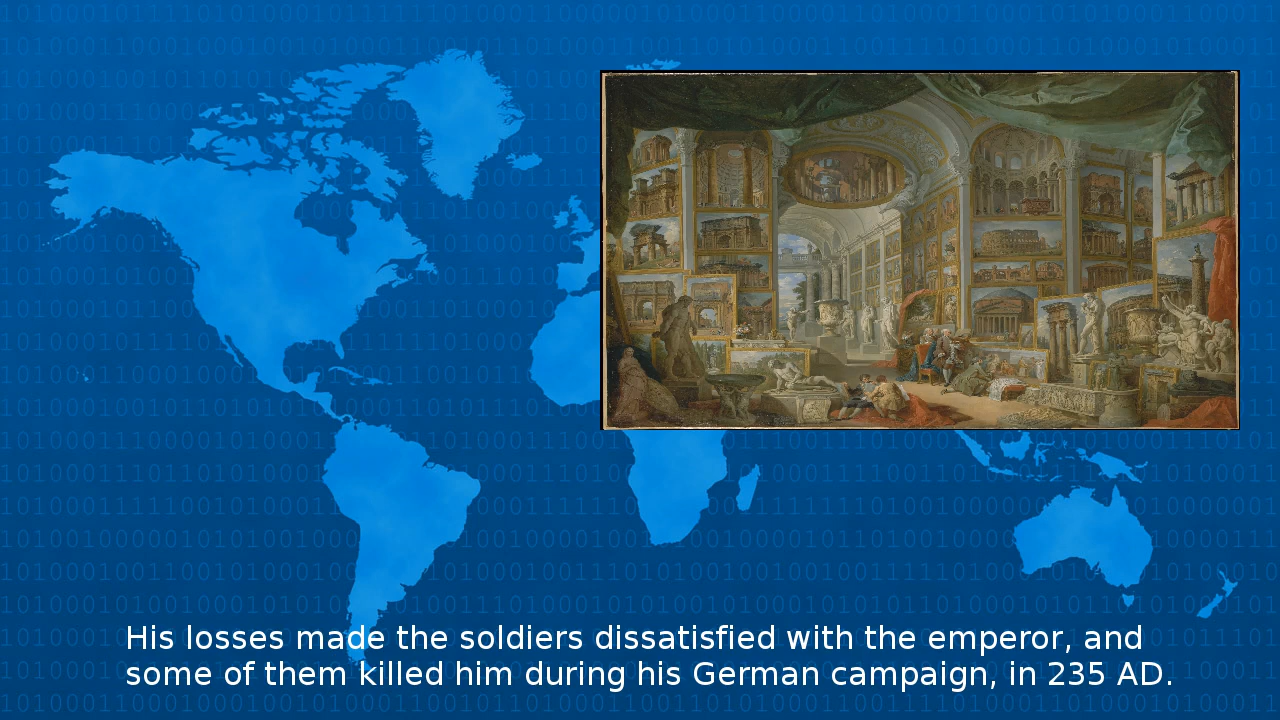 His losses made the soldiers dissatisfied with the emperor, and
some of them killed him during his German campaign, in 235 AD.